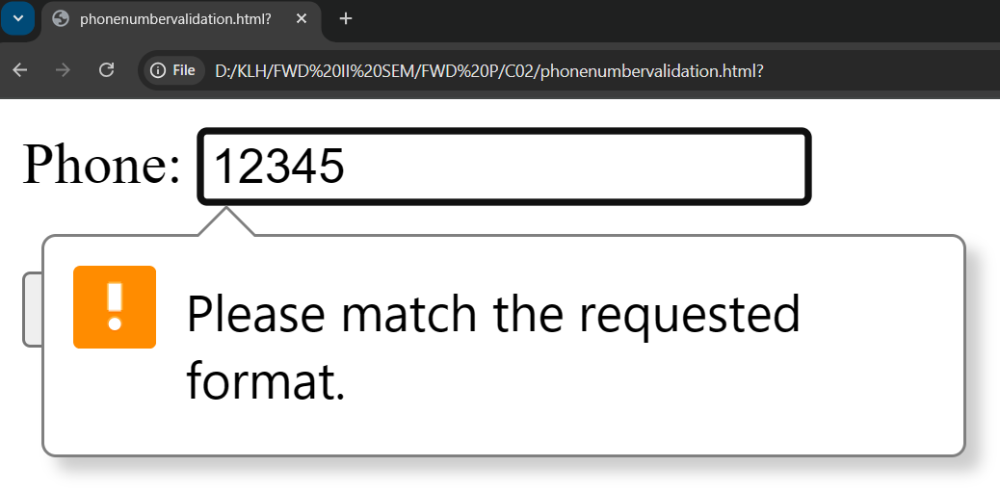 phonenumbervalidation.html?
File D:/KLH/FWD%20II%20SEM/FWD%20P/C02/phonenumbervalidation.html?
Phone: 12345
Please match the requested
format.